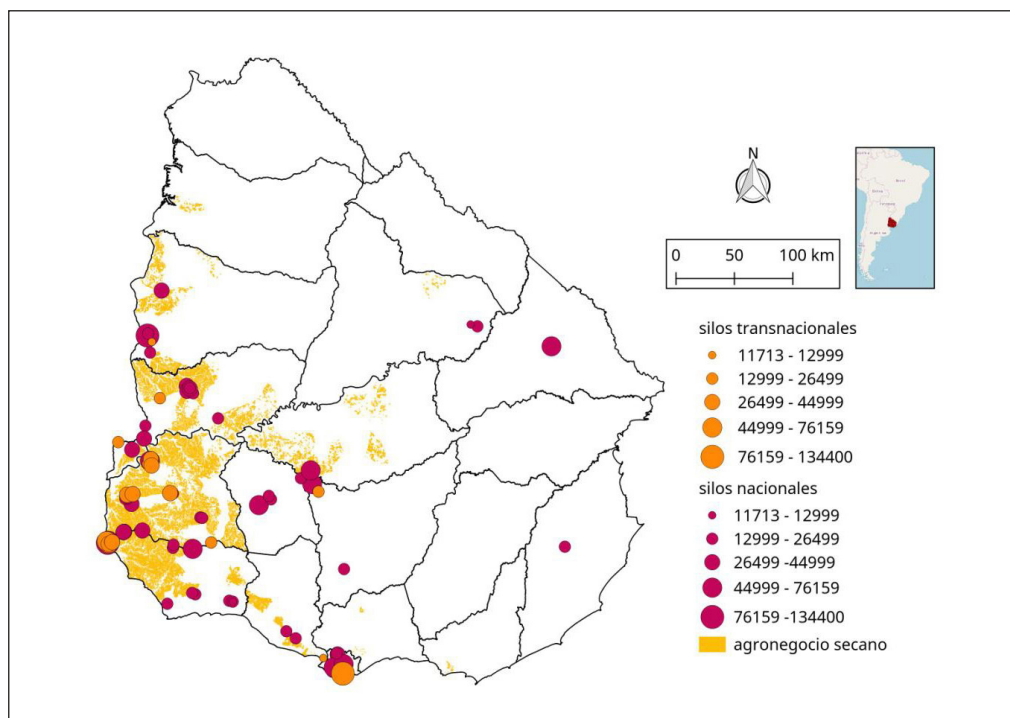 N
0 50 100 km
silos transnacionales
11713 - 12999
12999 - 26499
26499 - 44999
44999 - 76159
76159 - 134400
silos nacionales
11713 - 12999
12999 - 26499
26499 -44999
44999 - 76159
76159 -134400
agronegocio secano